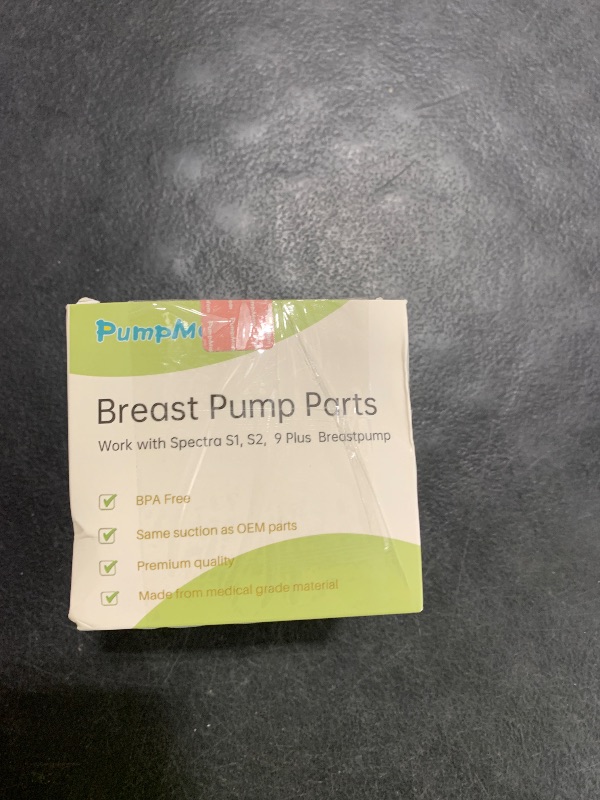 Breast Pump Parts
Work with Spectra S1, S2, 9 Plus Breastpump
BPA Free
Same suction as OEM parts
Premium quality
Made from medical grade material